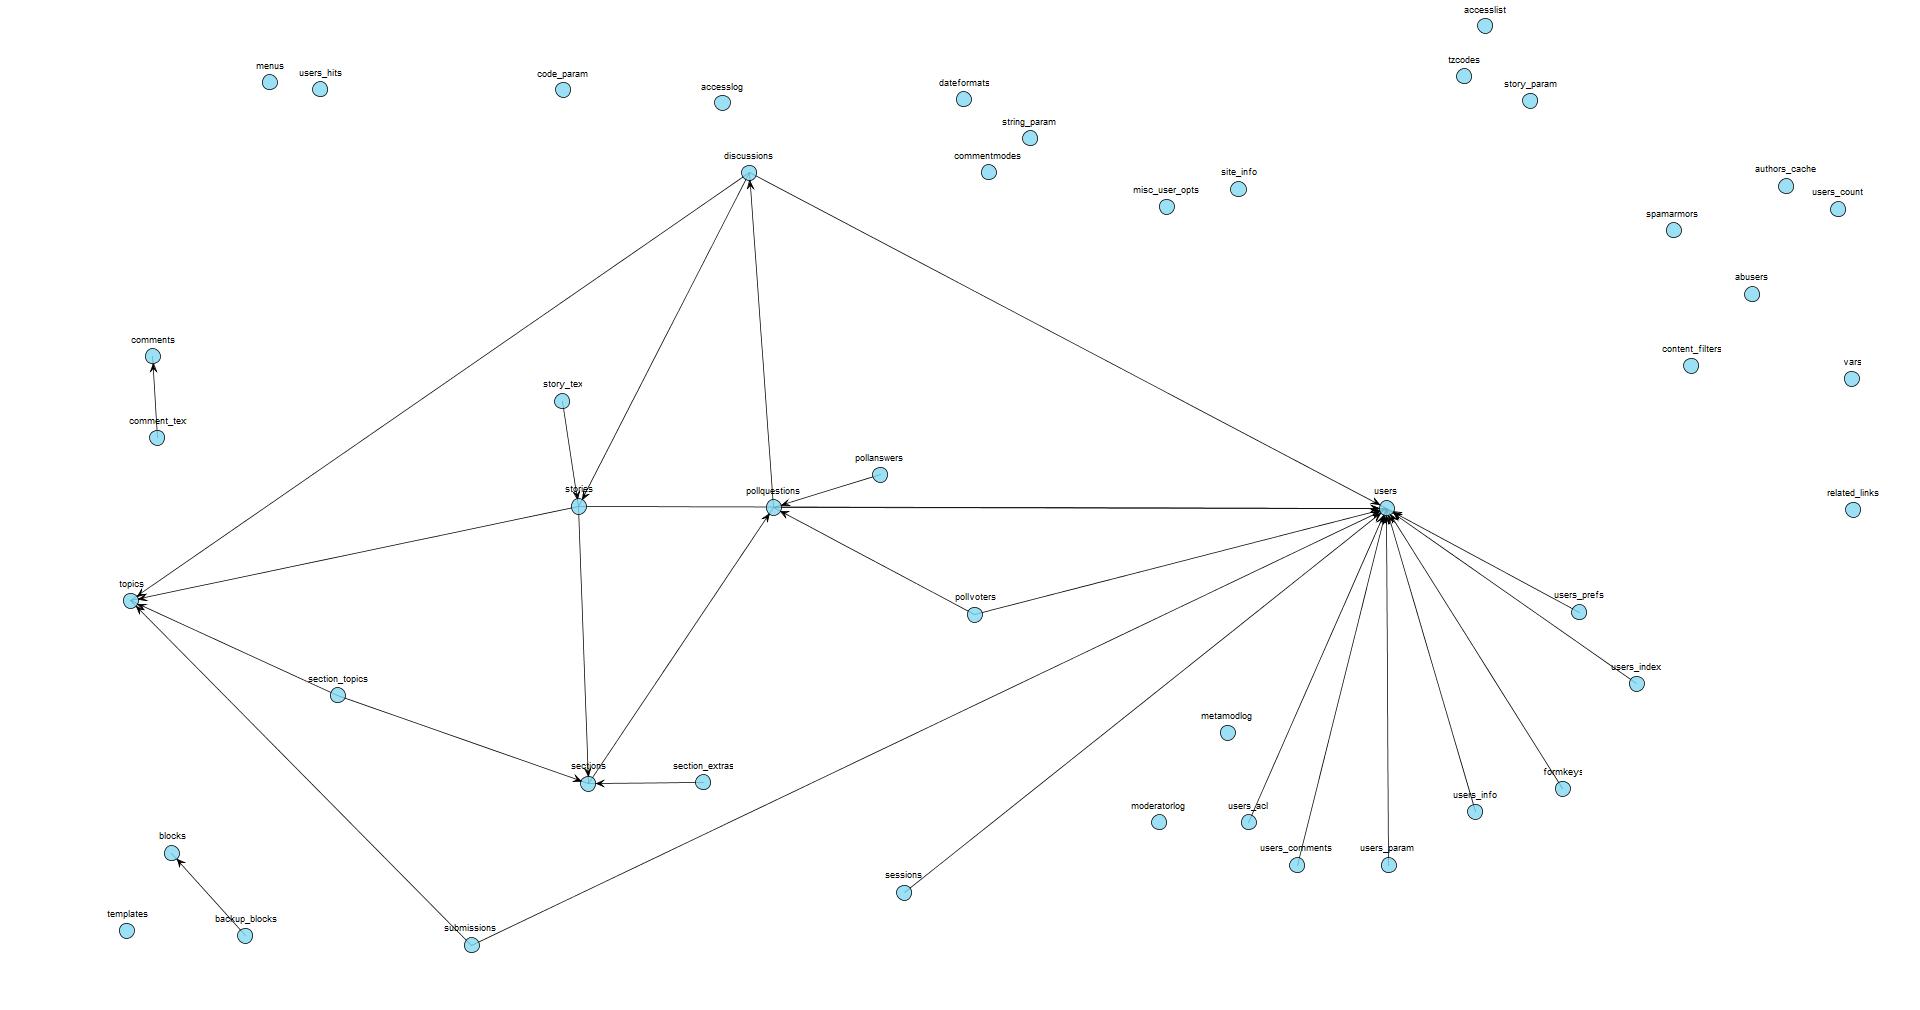 accesslist
tzcodes
menus
users_hits
code_param
accesslog
dateformats
story_param
string_param
discussions
commentmodes
authors_cache
site_info
misc_user_opts
users_count
spamarmors
abusers
comments
content_filters
vars
story_tex
comment_tex
pollanswers
stories
pollquestions
users
related_links
topics
pollvoters
users_prefs
users_index
section_topics
metamodlog
sections
section_extras
formkeys
users_info
moderatorlog
users_acl
blocks
users_comments
users_param
sessions
templates
backup_blocks
submissions